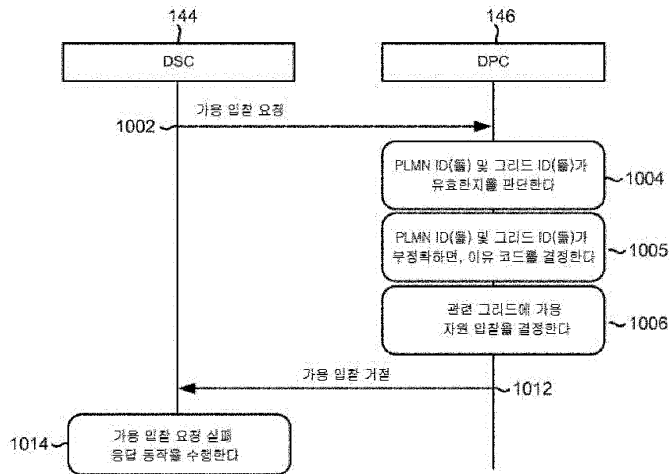 144
146
DSC
DPC
가용 입찰 요청
1002
PLMN ID(들) 및 그리드 ID(들)가
유효한지를 판단한다
1004
PLMN ID(들) 및 그리드 ID(들)가
부정확하면, 이유 코드를 결정한다
1005
관련 그리드에 가용
자원 입찰을 결정한다
1006
가용 입찰 거절
1012
1014
가용 입찰 요청 실패
응답 동작을 수행한다